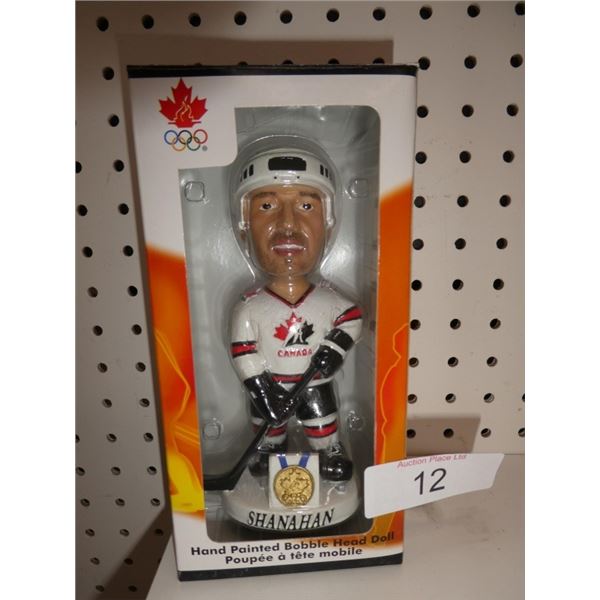 CANADA
SHANAHAN
Hand Painted Bobble Head Doll
Poupée à tête mobile
Auction Place Ltd
12